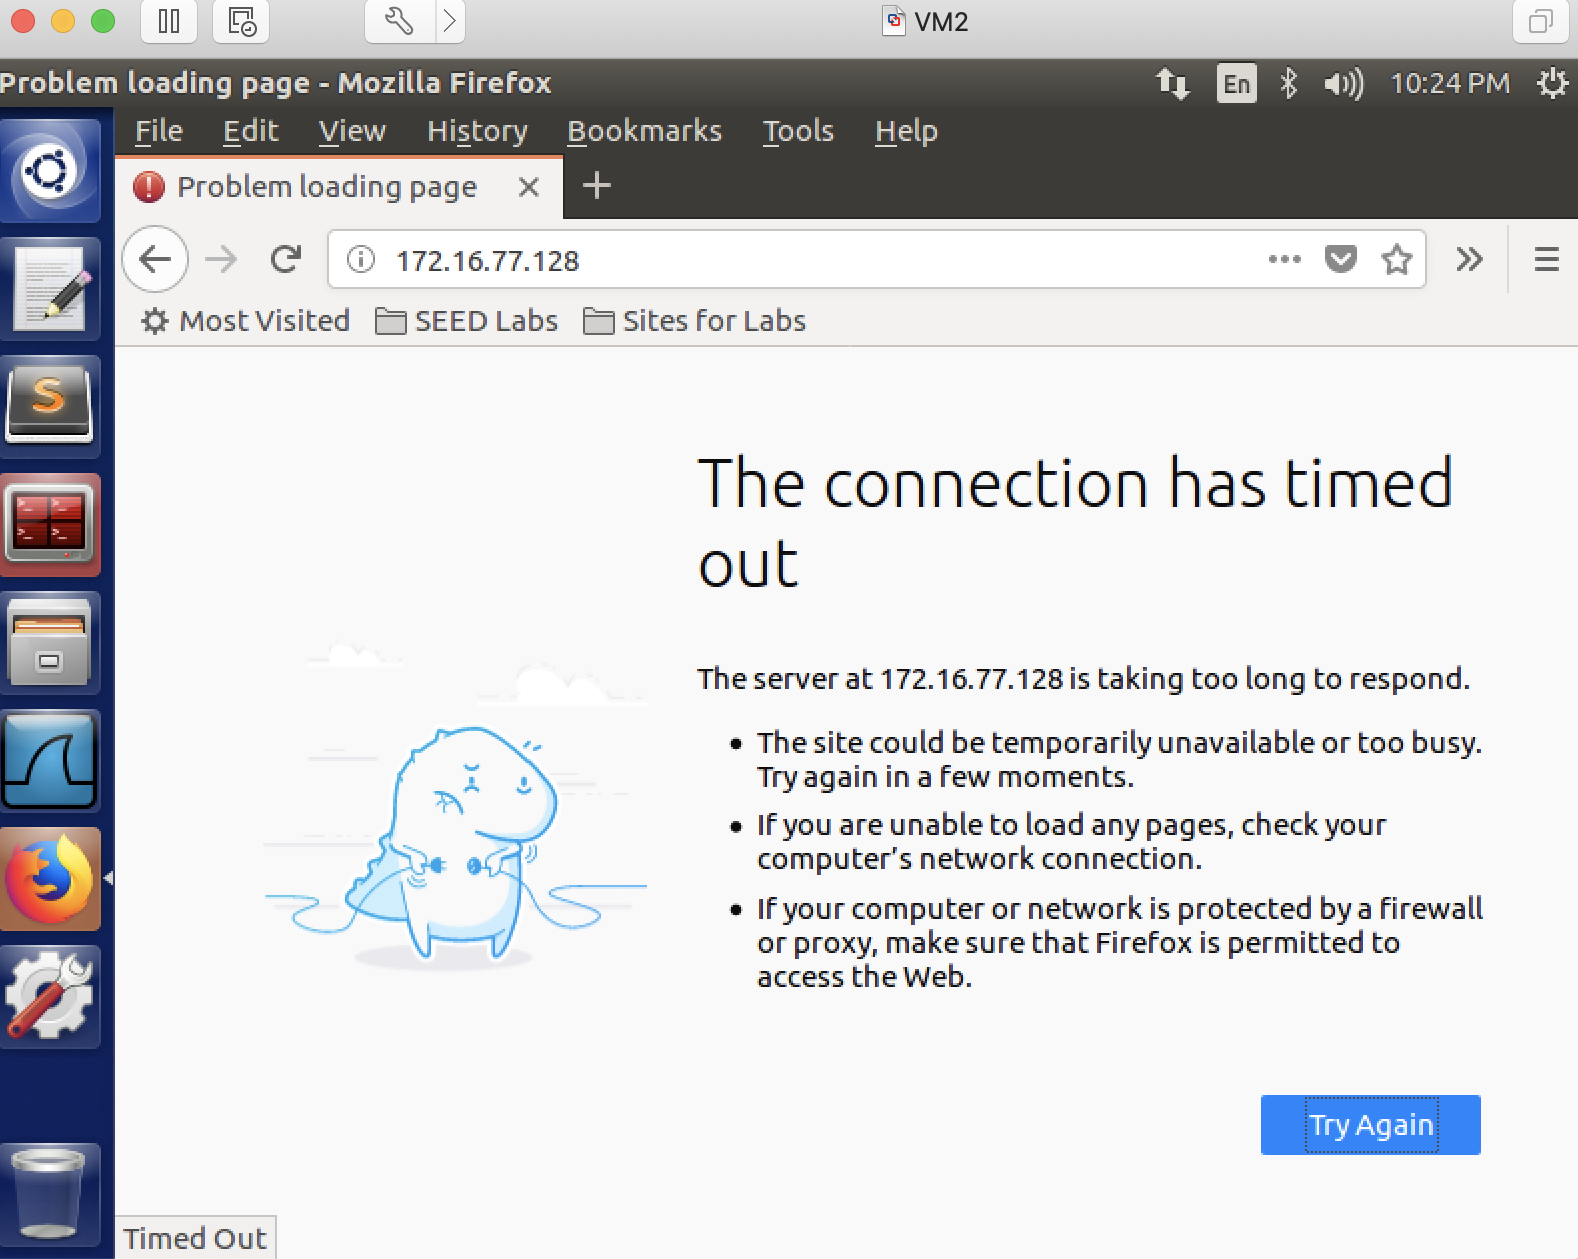 VM2
Problem loading page - Mozilla Firefox
En
10:24 PM
File Edit View History Bookmarks Tools Help
Problem loading page
172.16.77.128
Most Visited SEED Labs Sites for Labs
The connection has timed
out
The server at 172.16.77.128 is taking too long to respond.
The site could be temporarily unavailable or too busy.
Try again in a few moments.
If you are unable to load any pages, check your
computer’s network connection.
If your computer or network is protected by a firewall
or proxy, make sure that Firefox is permitted to
access the Web.
Try Again
Timed Out